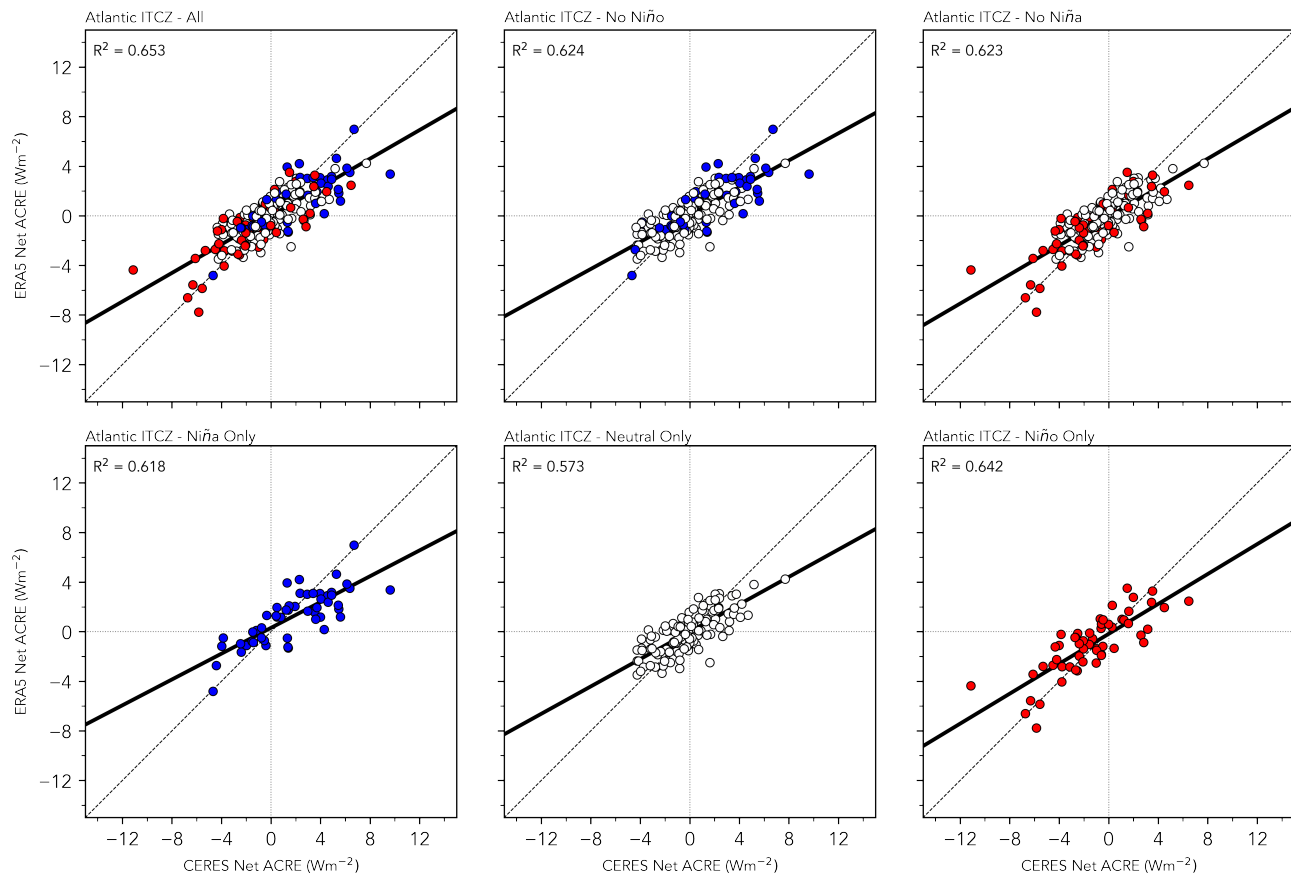 Atlantic ITCZ - All
Atlantic ITCZ - No Niño
Atlantic ITCZ - No Niña
R² = 0.653
R² = 0.624
R² = 0.623
ERA5 Net ACRE (Wm⁻²)
12
8
4
0
−4
−8
−12
Atlantic ITCZ - Niña Only
Atlantic ITCZ - Neutral Only
Atlantic ITCZ - Niño Only
R² = 0.618
R² = 0.573
R² = 0.642
ERA5 Net ACRE (Wm⁻²)
12
8
4
0
−4
−8
−12
−12 −8 −4 0 4 8 12
−12 −8 −4 0 4 8 12
−12 −8 −4 0 4 8 12
CERES Net ACRE (Wm⁻²)
CERES Net ACRE (Wm⁻²)
CERES Net ACRE (Wm⁻²)